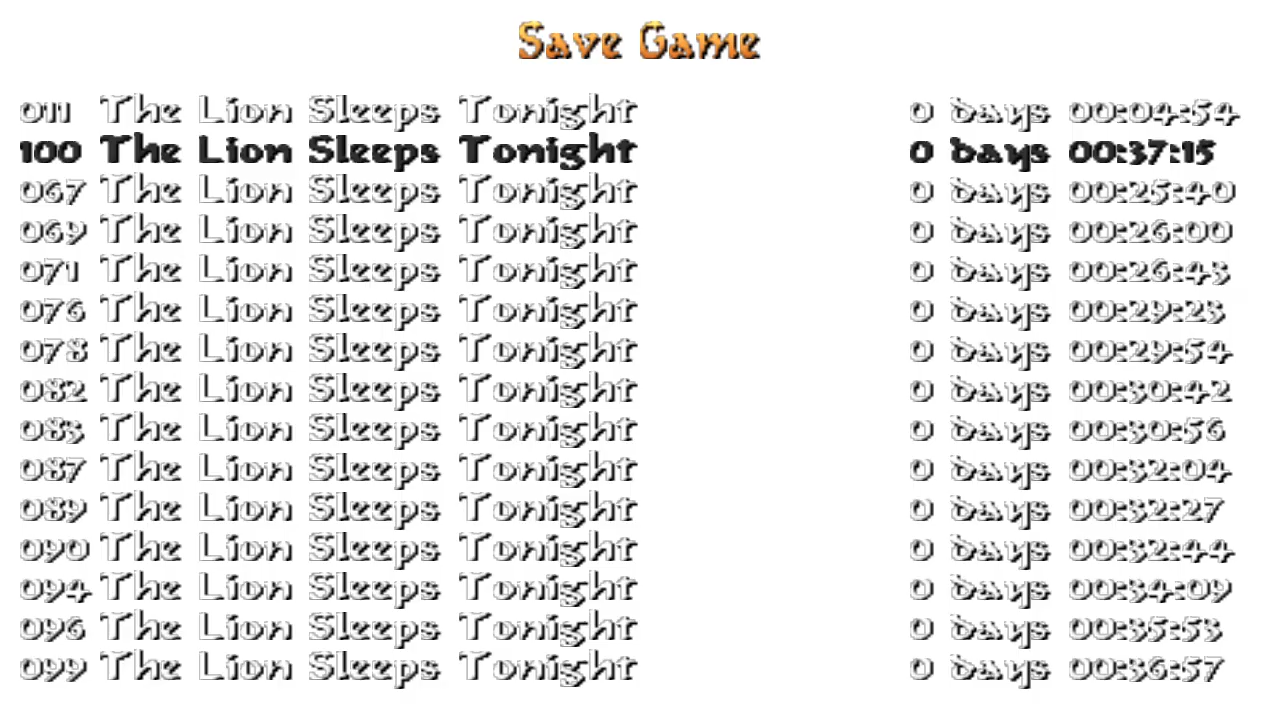 Save Game
011 The Lion Sleeps Tonight 0 days 00:04:54
100 The Lion Sleeps Tonight 0 days 00:37:15
067 The Lion Sleeps Tonight 0 days 00:25:40
069 The Lion Sleeps Tonight 0 days 00:26:00
071 The Lion Sleeps Tonight 0 days 00:26:43
076 The Lion Sleeps Tonight 0 days 00:29:23
078 The Lion Sleeps Tonight 0 days 00:29:54
082 The Lion Sleeps Tonight 0 days 00:30:42
083 The Lion Sleeps Tonight 0 days 00:30:56
087 The Lion Sleeps Tonight 0 days 00:32:04
089 The Lion Sleeps Tonight 0 days 00:32:27
090 The Lion Sleeps Tonight 0 days 00:32:44
094 The Lion Sleeps Tonight 0 days 00:34:09
096 The Lion Sleeps Tonight 0 days 00:35:53
099 The Lion Sleeps Tonight 0 days 00:36:57